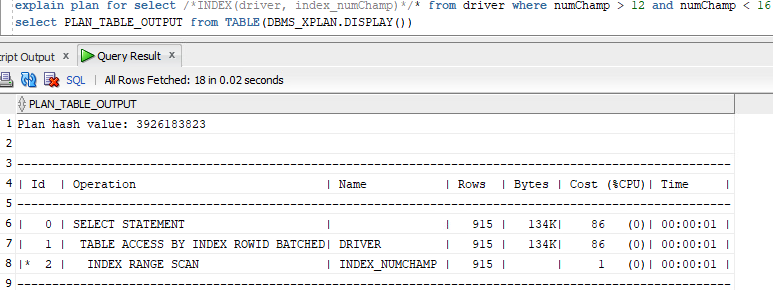 explain plan for select /*INDEX(driver, index_numChamp)*/* from driver where numChamp > 12 and numChamp < 16
select PLAN_TABLE_OUTPUT from TABLE(DBMS_XPLAN.DISPLAY())
ript Output x Query Result x
SQL | All Rows Fetched: 18 in 0.02 seconds
PLAN_TABLE_OUTPUT
1 Plan hash value: 3926183823
2
3 -------------------------------------------------------------------------------------------------------
4 | Id | Operation | Name | Rows | Bytes | Cost (%CPU)| Time |
5 -------------------------------------------------------------------------------------------------------
6 | 0 | SELECT STATEMENT | | 915 | 134K| 86 (0)| 00:00:01 |
7 | 1 | TABLE ACCESS BY INDEX ROWID BATCHED| DRIVER | 915 | 134K| 86 (0)| 00:00:01 |
8 |* 2 | INDEX RANGE SCAN | INDEX_NUMCHAMP | 915 | | 1 (0)| 00:00:01 |
9 -------------------------------------------------------------------------------------------------------